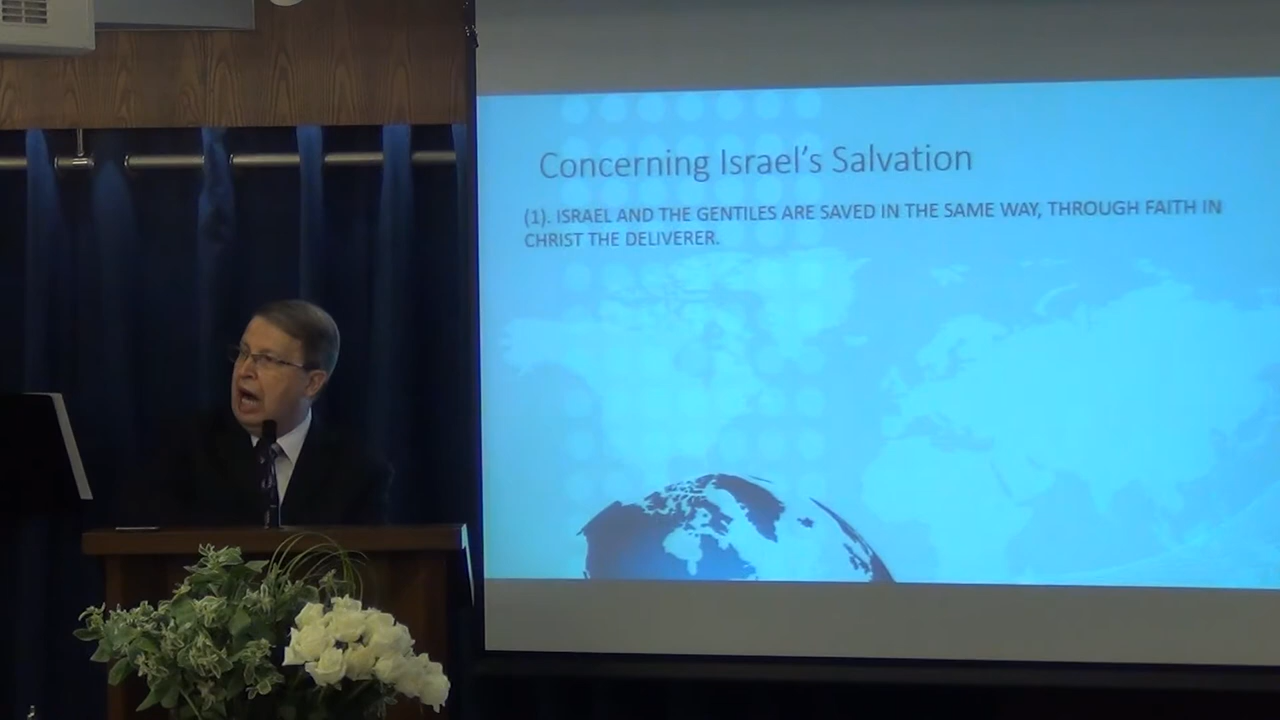 Concerning Israel's Salvation
(1). ISRAEL AND THE GENTILES ARE SAVED IN THE SAME WAY, THROUGH FAITH IN
CHRIST THE DELIVERER.